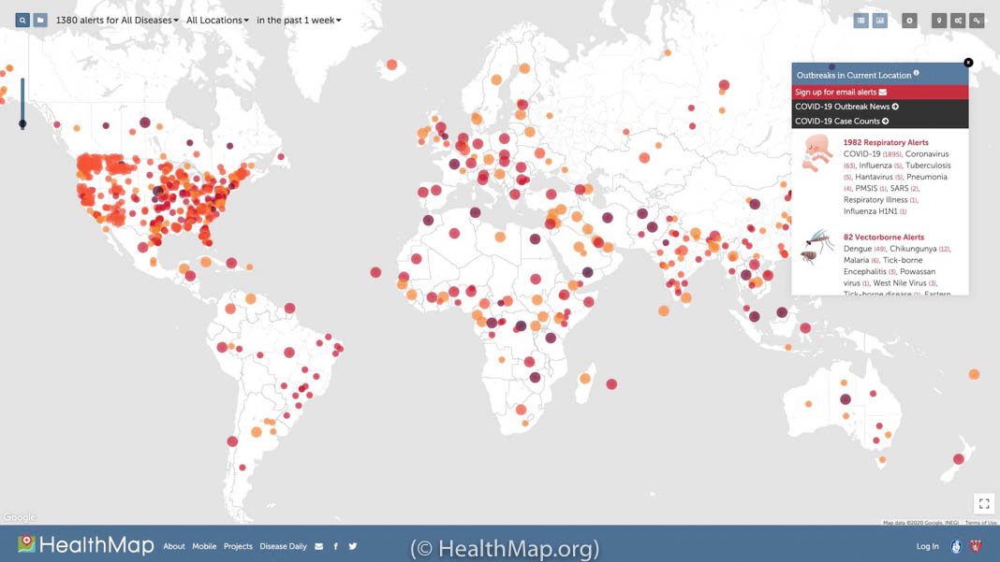 1380 alerts for All Diseases All Locations in the past 1 week
Outbreaks in Current Location
Sign up for email alerts
COVID-19 Outbreak News
COVID-19 Case Counts
1982 Respiratory Alerts
COVID-19 (1895), Coronavirus
(63), Influenza (5), Tuberculosis
(5), Hantavirus (5), Pneumonia
(4), PMSIS (1), SARS (2),
Respiratory Illness (1),
Influenza H1N1 (1)
82 Vectorborne Alerts
Dengue (49), Chikungunya (12),
Malaria (6), Tick-borne
Encephalitis (3), Powassan
virus (1), West Nile Virus (3),
Tick-borne disease (1), Eastern
Google
Map data ©2020 Google, INEGI Terms of Use
HealthMap About Mobile Projects Disease Daily Log In
(© HealthMap.org)